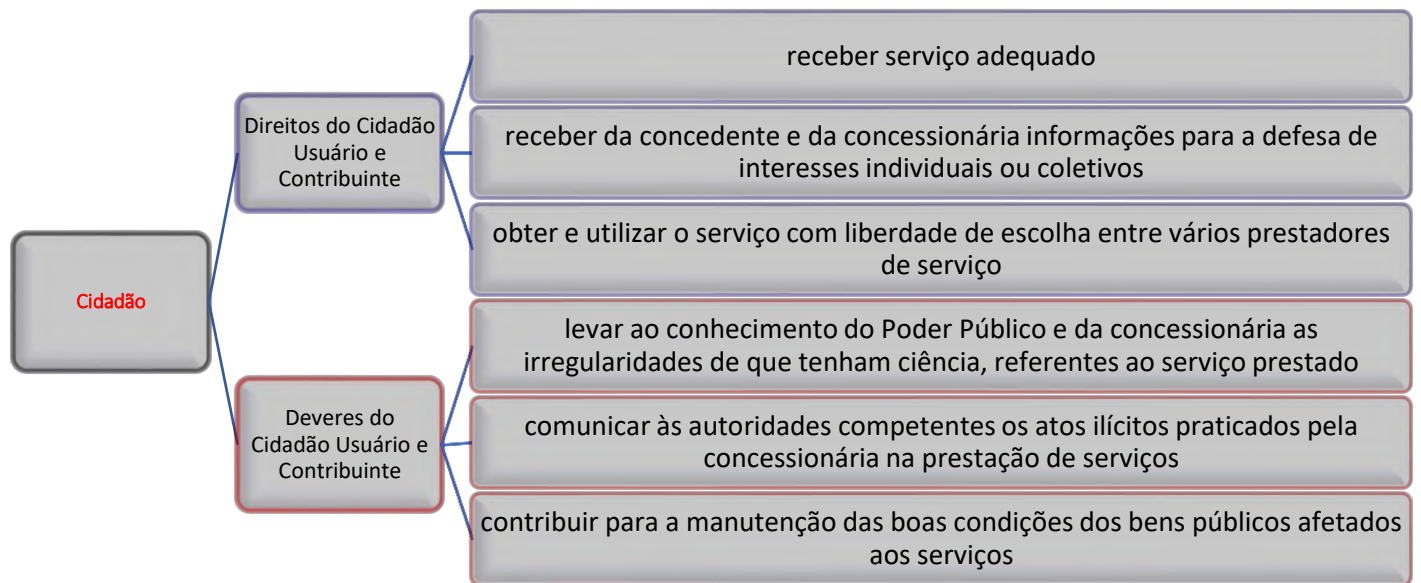 Cidadão
Direitos do Cidadão
Usuário e
Contribuinte
receber serviço adequado
receber da concedente e da concessionária informações para a defesa de
interesses individuais ou coletivos
obter e utilizar o serviço com liberdade de escolha entre vários prestadores
de serviço
Deveres do
Cidadão Usuário e
Contribuinte
levar ao conhecimento do Poder Público e da concessionária as
irregularidades de que tenham ciência, referentes ao serviço prestado
comunicar às autoridades competentes os atos ilícitos praticados pela
concessionária na prestação de serviços
contribuir para a manutenção das boas condições dos bens públicos afetados
aos serviços